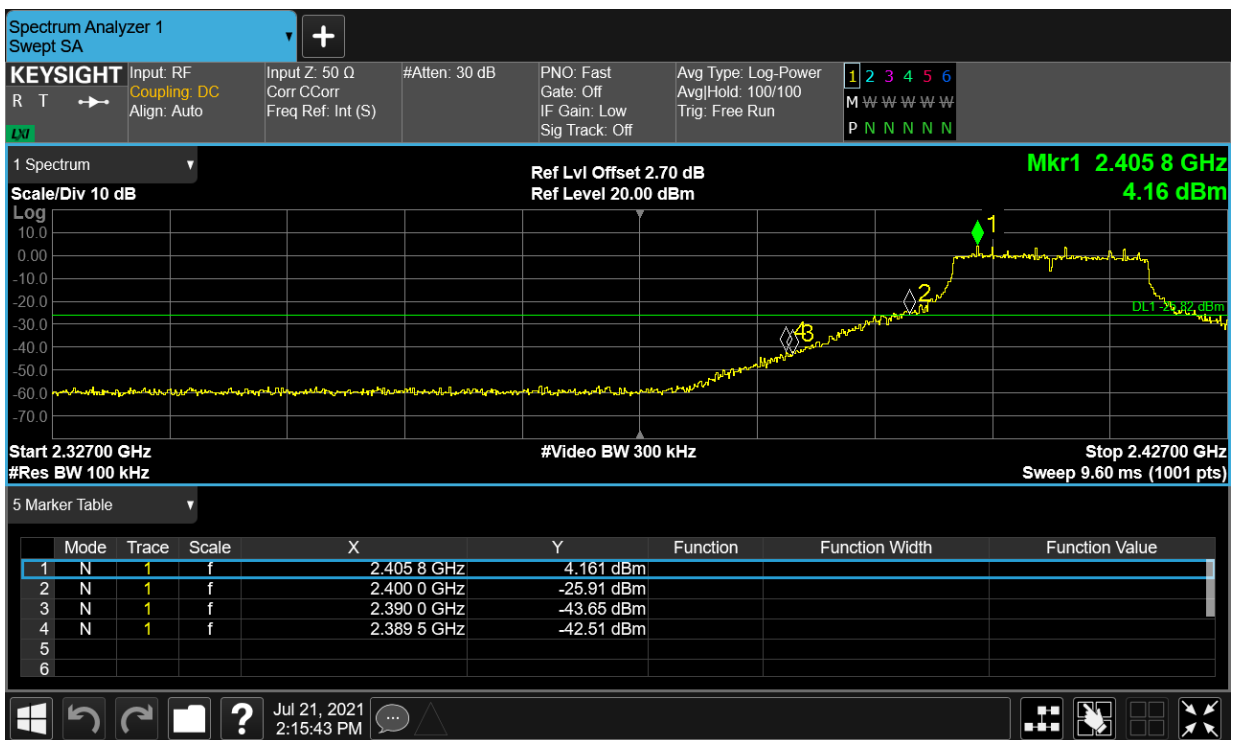 Spectrum Analyzer 1
Swept SA
KEYSIGHT Input: RF Input Z: 50 Ω #Atten: 30 dB PNO: Fast Avg Type: Log-Power 1 2 3 4 5 6
R T Coupling: DC Corr CCorr Gate: Off Avg|Hold: 100/100 M W W W W W
Align: Auto Freq Ref: Int (S) IF Gain: Low Trig: Free Run
LXI Sig Track: Off P N N N N N
1 Spectrum Ref Lvl Offset 2.70 dB Mkr1 2.405 8 GHz
Scale/Div 10 dB Ref Level 20.00 dBm 4.16 dBm
Log
10.0 1
0.00
-10.0
-20.0 2
DL1 -25.82 dBm
-30.0 4 3
-40.0
-50.0
-60.0
-70.0
Start 2.32700 GHz #Video BW 300 kHz Stop 2.42700 GHz
#Res BW 100 kHz Sweep 9.60 ms (1001 pts)
5 Marker Table
Mode Trace Scale X Y Function Function Width Function Value
1 N 1 f 2.405 8 GHz 4.161 dBm
2 N 1 f 2.400 0 GHz -25.91 dBm
3 N 1 f 2.390 0 GHz -43.65 dBm
4 N 1 f 2.389 5 GHz -42.51 dBm
5
6
? Jul 21, 2021
2:15:43 PM